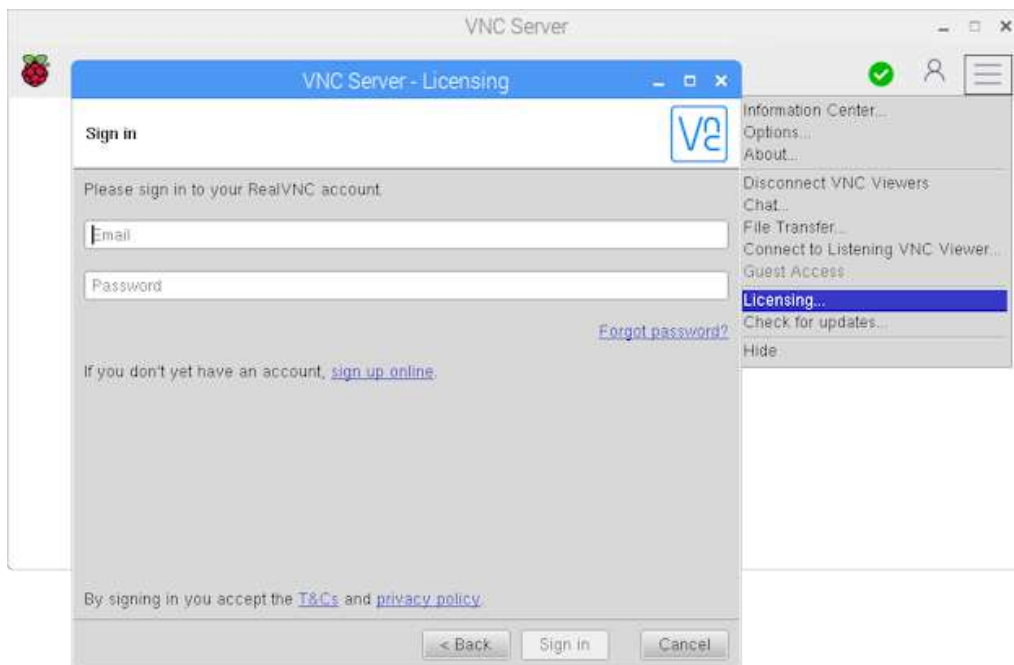 VNC Server
VNC Server - Licensing
Sign in
Please sign in to your RealVNC account
Email
Password
Forgot password?
If you don't yet have an account, sign up online.
By signing in you accept the T&Cs and privacy policy.
< Back
Sign in
Cancel
Information Center...
Options...
About...
Disconnect VNC Viewers
Chat...
File Transfer...
Connect to Listening VNC Viewer...
Guest Access
Licensing...
Check for updates...
Hide